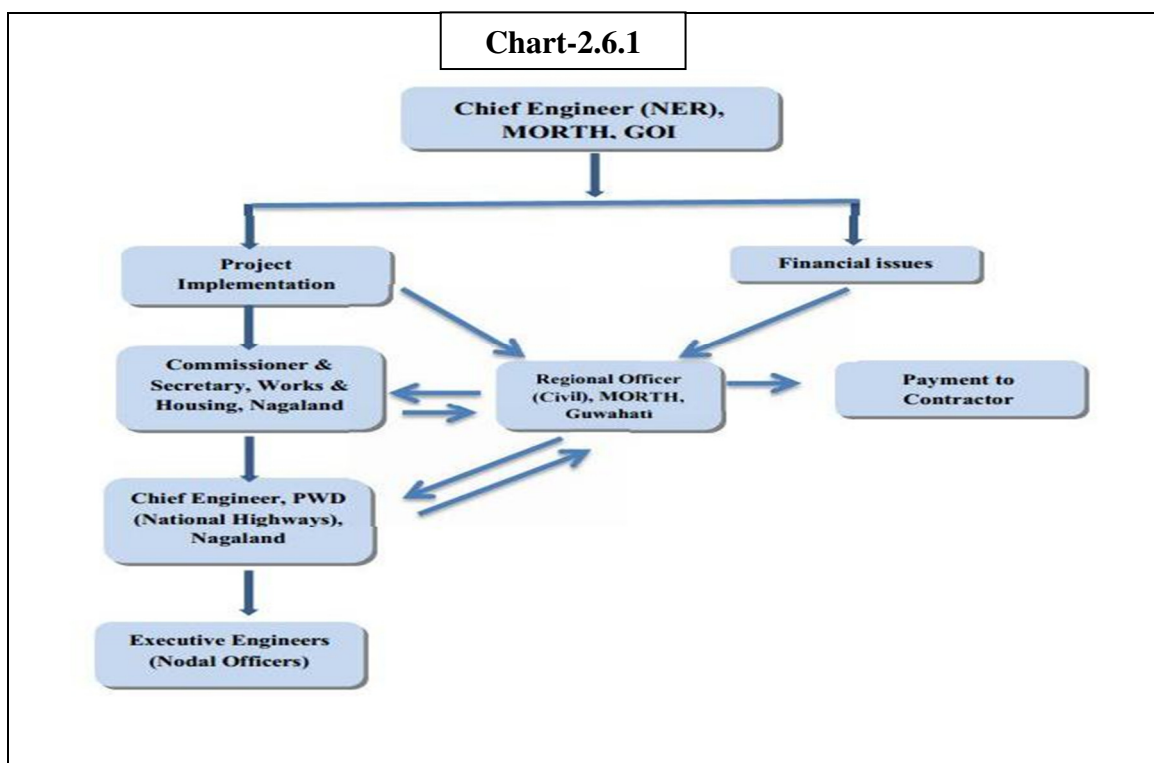 Chart-2.6.1
Chief Engineer (NER),
MORTH, GOI
Project
Implementation
Financial issues
Commissioner &
Secretary, Works &
Housing, Nagaland
Regional Officer
(Civil), MORTH,
Guwahati
Payment to
Contractor
Chief Engineer, PWD
(National Highways),
Nagaland
Executive Engineers
(Nodal Officers)